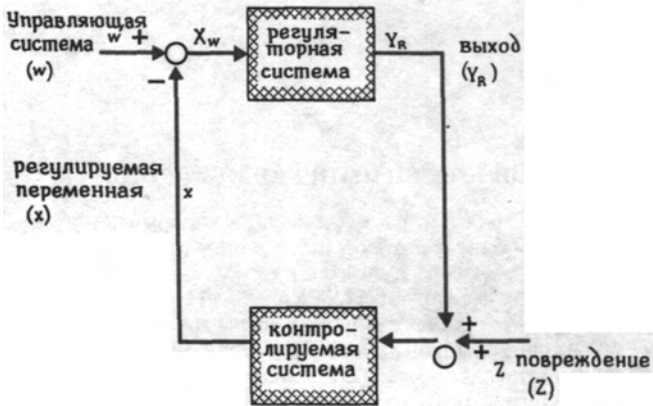 Управляющая
система
(w)
w +
−
Xw
регуля-
торная
система
YR
выход
(YR)
регулируемая
переменная
(x)
x
контро-
лируемая
система
+
+
Z
повреждение
(Z)